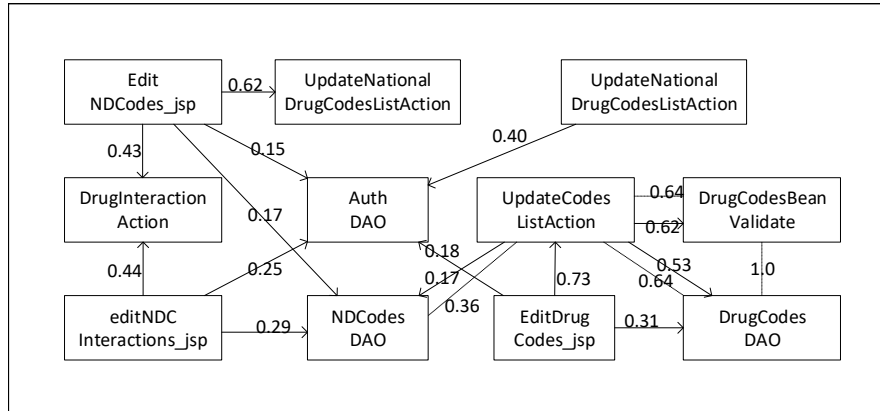 Edit
NDCodes_jsp
0.62
UpdateNational
DrugCodesListAction
UpdateNational
DrugCodesListAction
0.43
0.15
0.40
DrugInteraction
Action
0.17
Auth
DAO
UpdateCodes
ListAction
0.64
0.62
DrugCodesBean
Validate
0.44
0.25
0.18
0.17
0.53
0.64
1.0
0.36
0.73
editNDC
Interactions_jsp
0.29
NDCodes
DAO
EditDrug
Codes_jsp
0.31
DrugCodes
DAO